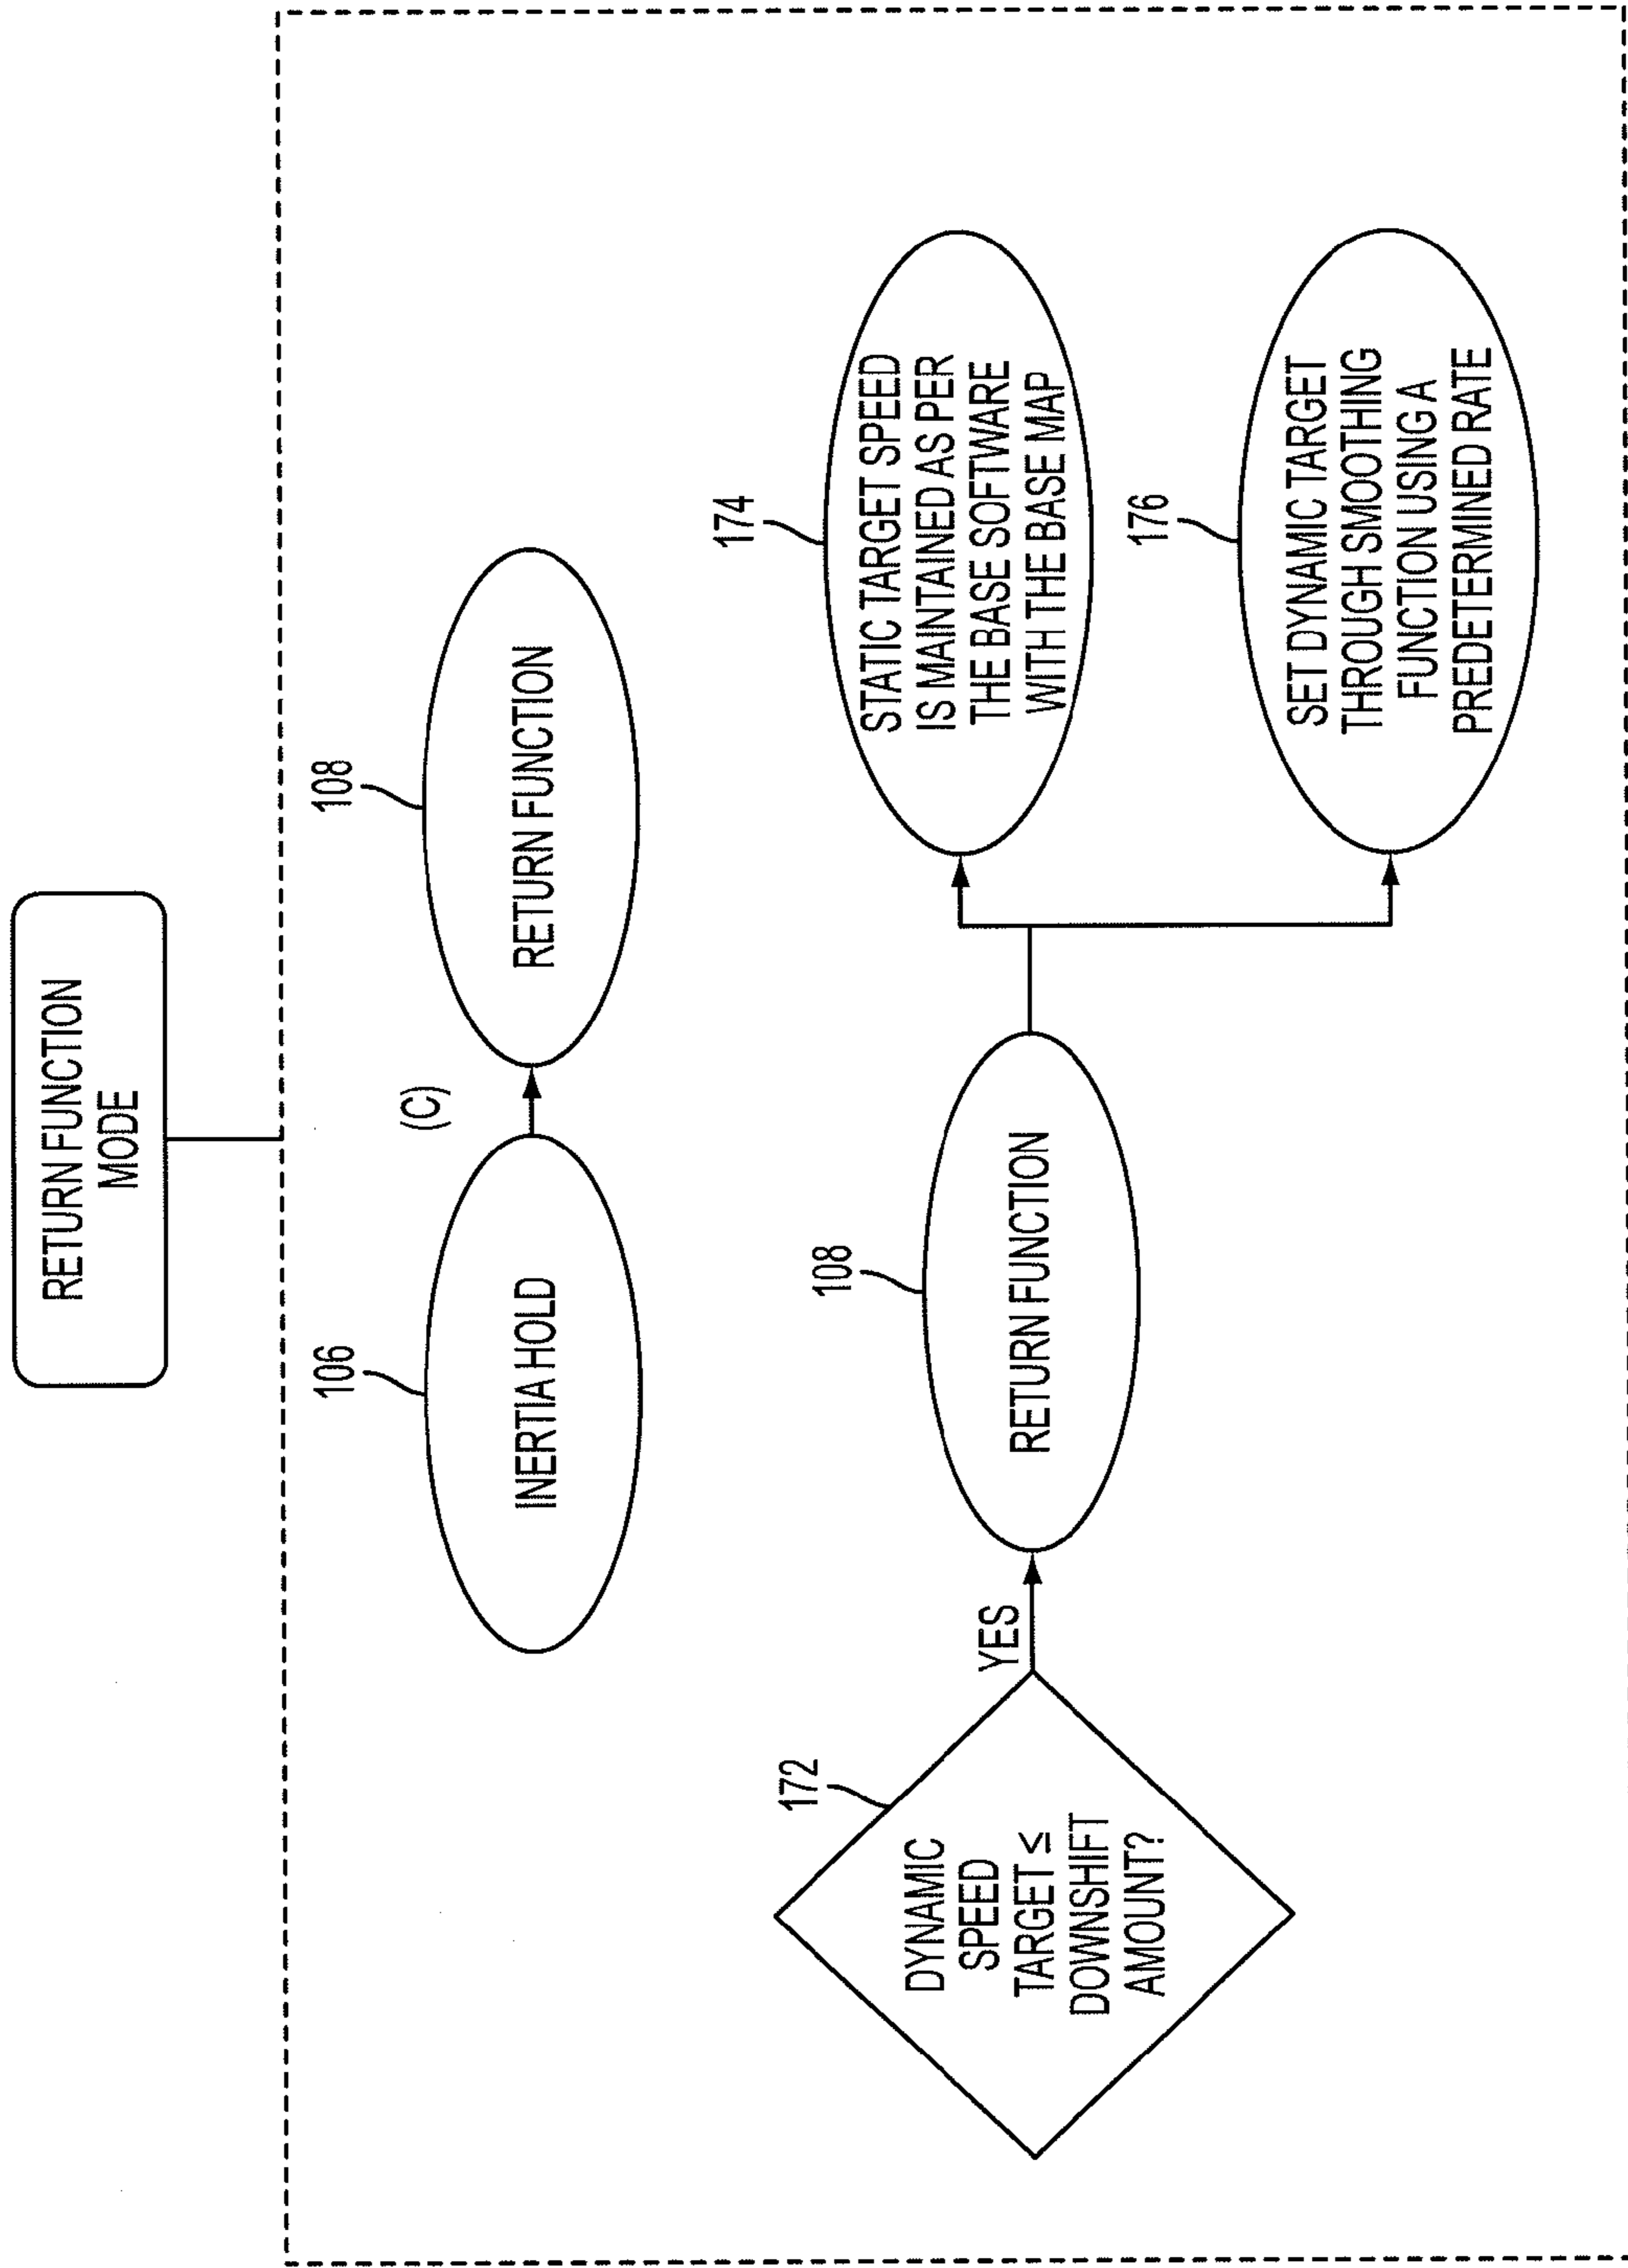 RETURN FUNCTION
MODE
106
INERTIA HOLD
(C)
108
RETURN FUNCTION
172
DYNAMIC
SPEED
TARGET ≤
DOWNSHIFT
AMOUNT?
YES
108
RETURN FUNCTION
174
STATIC TARGET SPEED
IS MAINTAINED AS PER
THE BASE SOFTWARE
WITH THE BASE MAP
176
SET DYNAMIC TARGET
THROUGH SMOOTHING
FUNCTION USING A
PREDETERMINED RATE